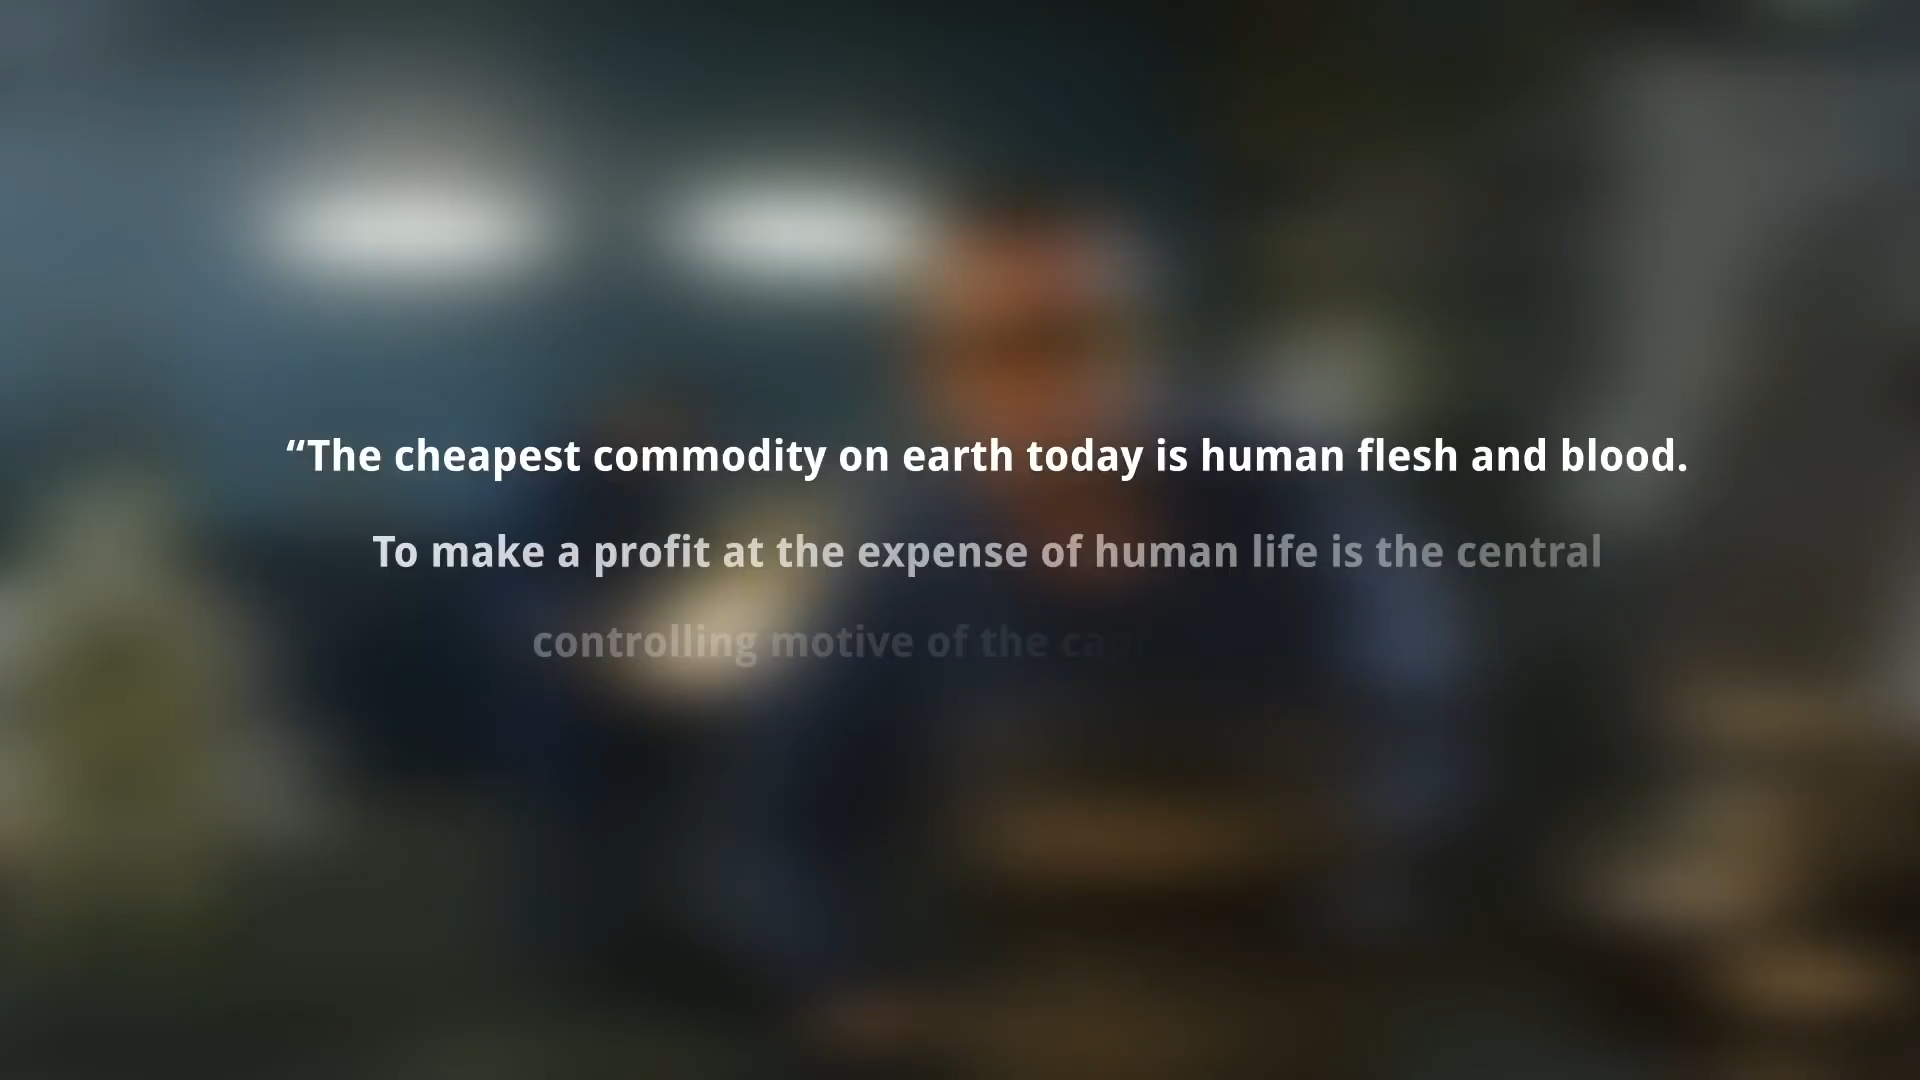 “The cheapest commodity on earth today is human flesh and blood.
To make a profit at the expense of human life is the central
controlling motive of the cap